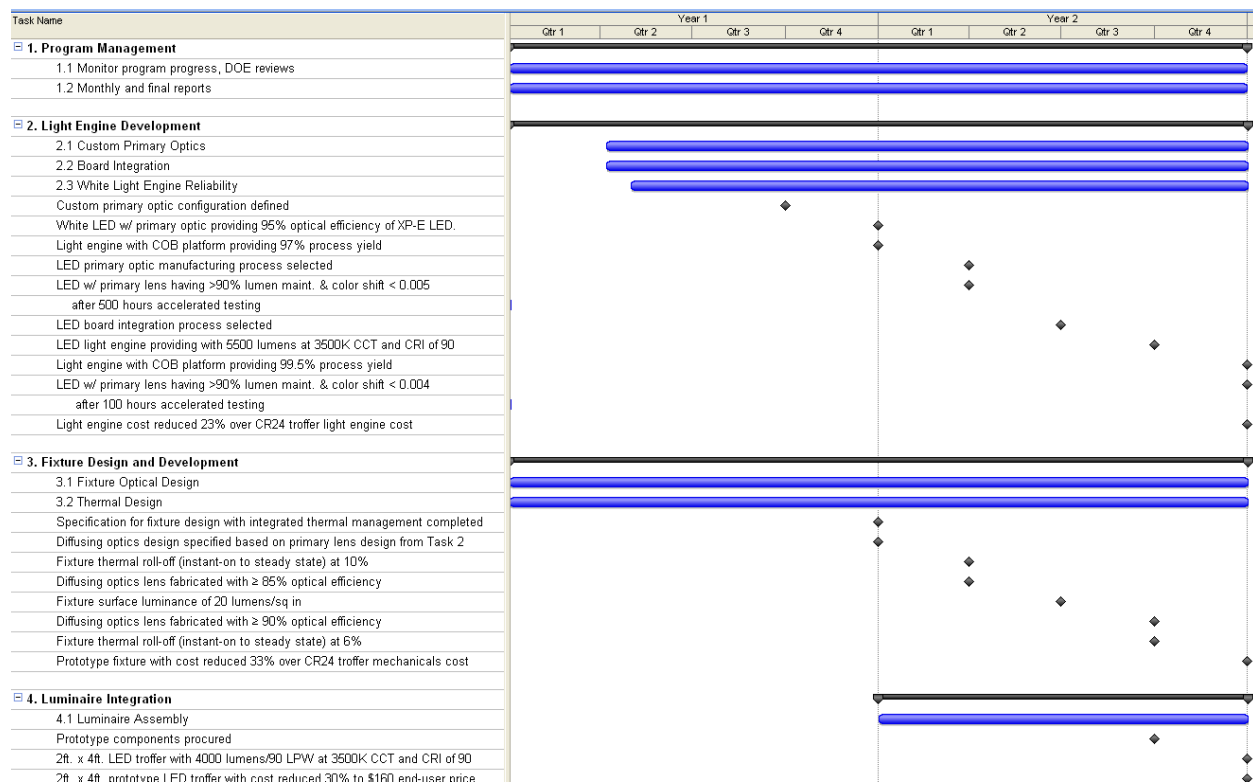 Task Name
Year 1 Year 2
Qtr 1 Qtr 2 Qtr 3 Qtr 4 Qtr 1 Qtr 2 Qtr 3 Qtr 4
1. Program Management
1.1 Monitor program progress, DOE reviews
1.2 Monthly and final reports
2. Light Engine Development
2.1 Custom Primary Optics
2.2 Board Integration
2.3 White Light Engine Reliability
Custom primary optic configuration defined
White LED w/ primary optic providing 95% optical efficiency of XP-E LED.
Light engine with COB platform providing 97% process yield
LED primary optic manufacturing process selected
LED w/ primary lens having >90% lumen maint. & color shift < 0.005
after 500 hours accelerated testing
LED board integration process selected
LED light engine providing with 5500 lumens at 3500K CCT and CRI of 90
Light engine with COB platform providing 99.5% process yield
LED w/ primary lens having >90% lumen maint. & color shift < 0.004
after 100 hours accelerated testing
Light engine cost reduced 23% over CR24 troffer light engine cost
3. Fixture Design and Development
3.1 Fixture Optical Design
3.2 Thermal Design
Specification for fixture design with integrated thermal management completed
Diffusing optics design specified based on primary lens design from Task 2
Fixture thermal roll-off (instant-on to steady state) at 10%
Diffusing optics lens fabricated with ≥ 85% optical efficiency
Fixture surface luminance of 20 lumens/sq in
Diffusing optics lens fabricated with ≥ 90% optical efficiency
Fixture thermal roll-off (instant-on to steady state) at 6%
Prototype fixture with cost reduced 33% over CR24 troffer mechanicals cost
4. Luminaire Integration
4.1 Luminaire Assembly
Prototype components procured
2ft. x 4ft. LED troffer with 4000 lumens/90 LPW at 3500K CCT and CRI of 90
2ft. x 4ft. prototype LED troffer with cost reduced 30% to $160 end-user price